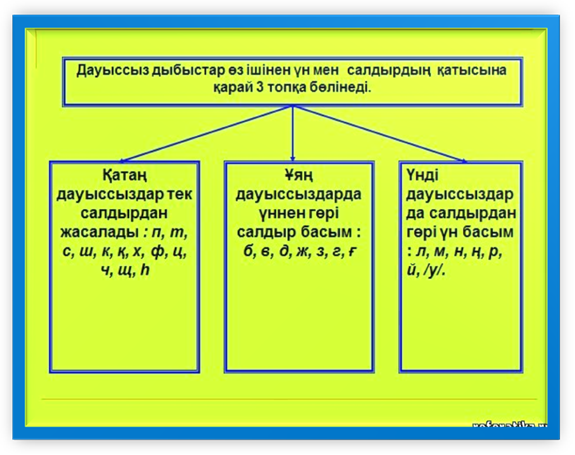 Дауыссыз дыбыстар өз ішінен үн мен салдырдың қатысына
қарай 3 топқа бөлінеді.
Қатаң
дауыссыздар тек
салдырдан
жасалады : п, т,
с, ш, к, қ, х, ф, ц,
ч, щ, һ
Ұяң
дауыссыздарда
үннен гөрі
салдыр басым :
б, в, д, ж, з, г, ғ
Үнді
дауыссыздар
да салдырдан
гөрі үн басым
: л, м, н, ң, р,
й, /у/.